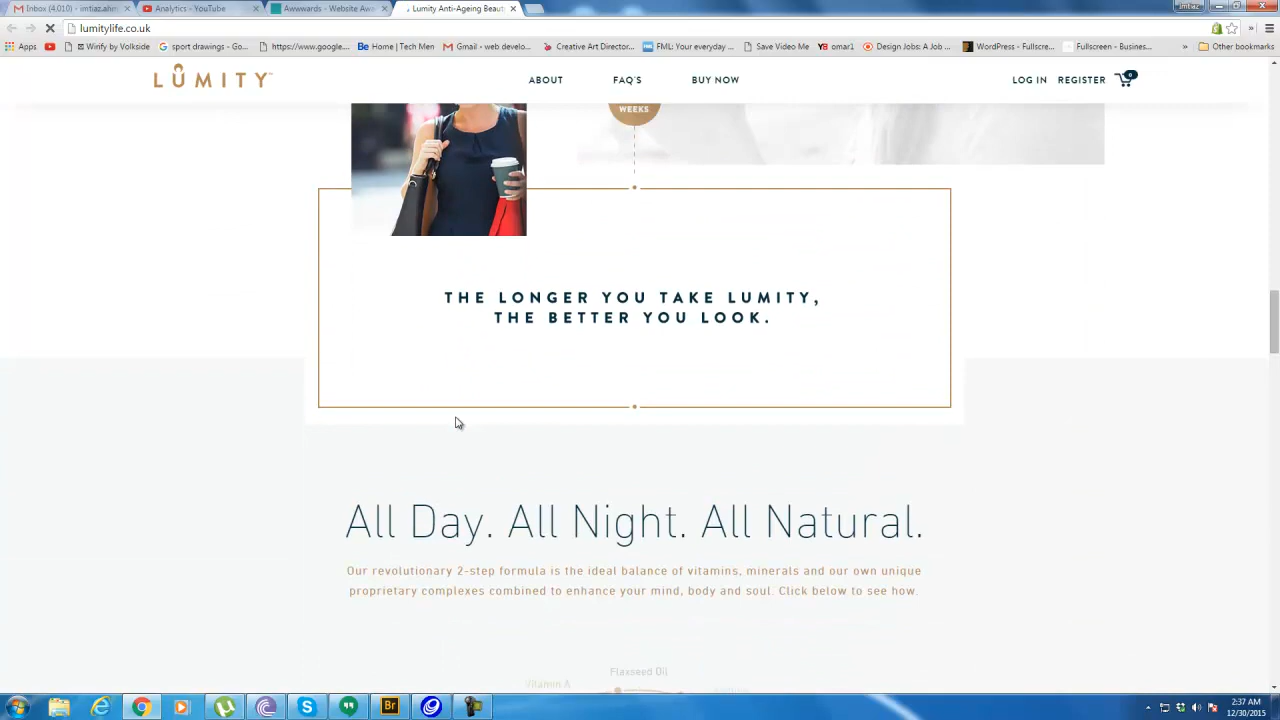 Inbox (4,010) - imtiaz.ahm
Analytics - YouTube
Awwwards - Website Aw
Lumity Anti-Ageing Beaut
imtiaz
lumitylife.co.uk
Apps
Wirify by Volkside
sport drawings - Go...
https://www.google....
Home | Tech Men
Gmail - web develo...
Creative Art Director...
FML: Your everyday ...
Save Video Me
omar1
Design Jobs: A Job ...
WordPress - Fullscre...
Fullscreen - Busines...
»
Other bookmarks
LUMITY™
ABOUT
FAQ'S
BUY NOW
LOG IN
REGISTER
0
WEEKS
THE LONGER YOU TAKE LUMITY,
THE BETTER YOU LOOK.
All Day. All Night. All Natural.
Our revolutionary 2-step formula is the ideal balance of vitamins, minerals and our own unique
proprietary complexes combined to enhance your mind, body and soul. Click below to see how.
Flaxseed Oil
Vitamin A
Br
2:37 AM
12/30/2015